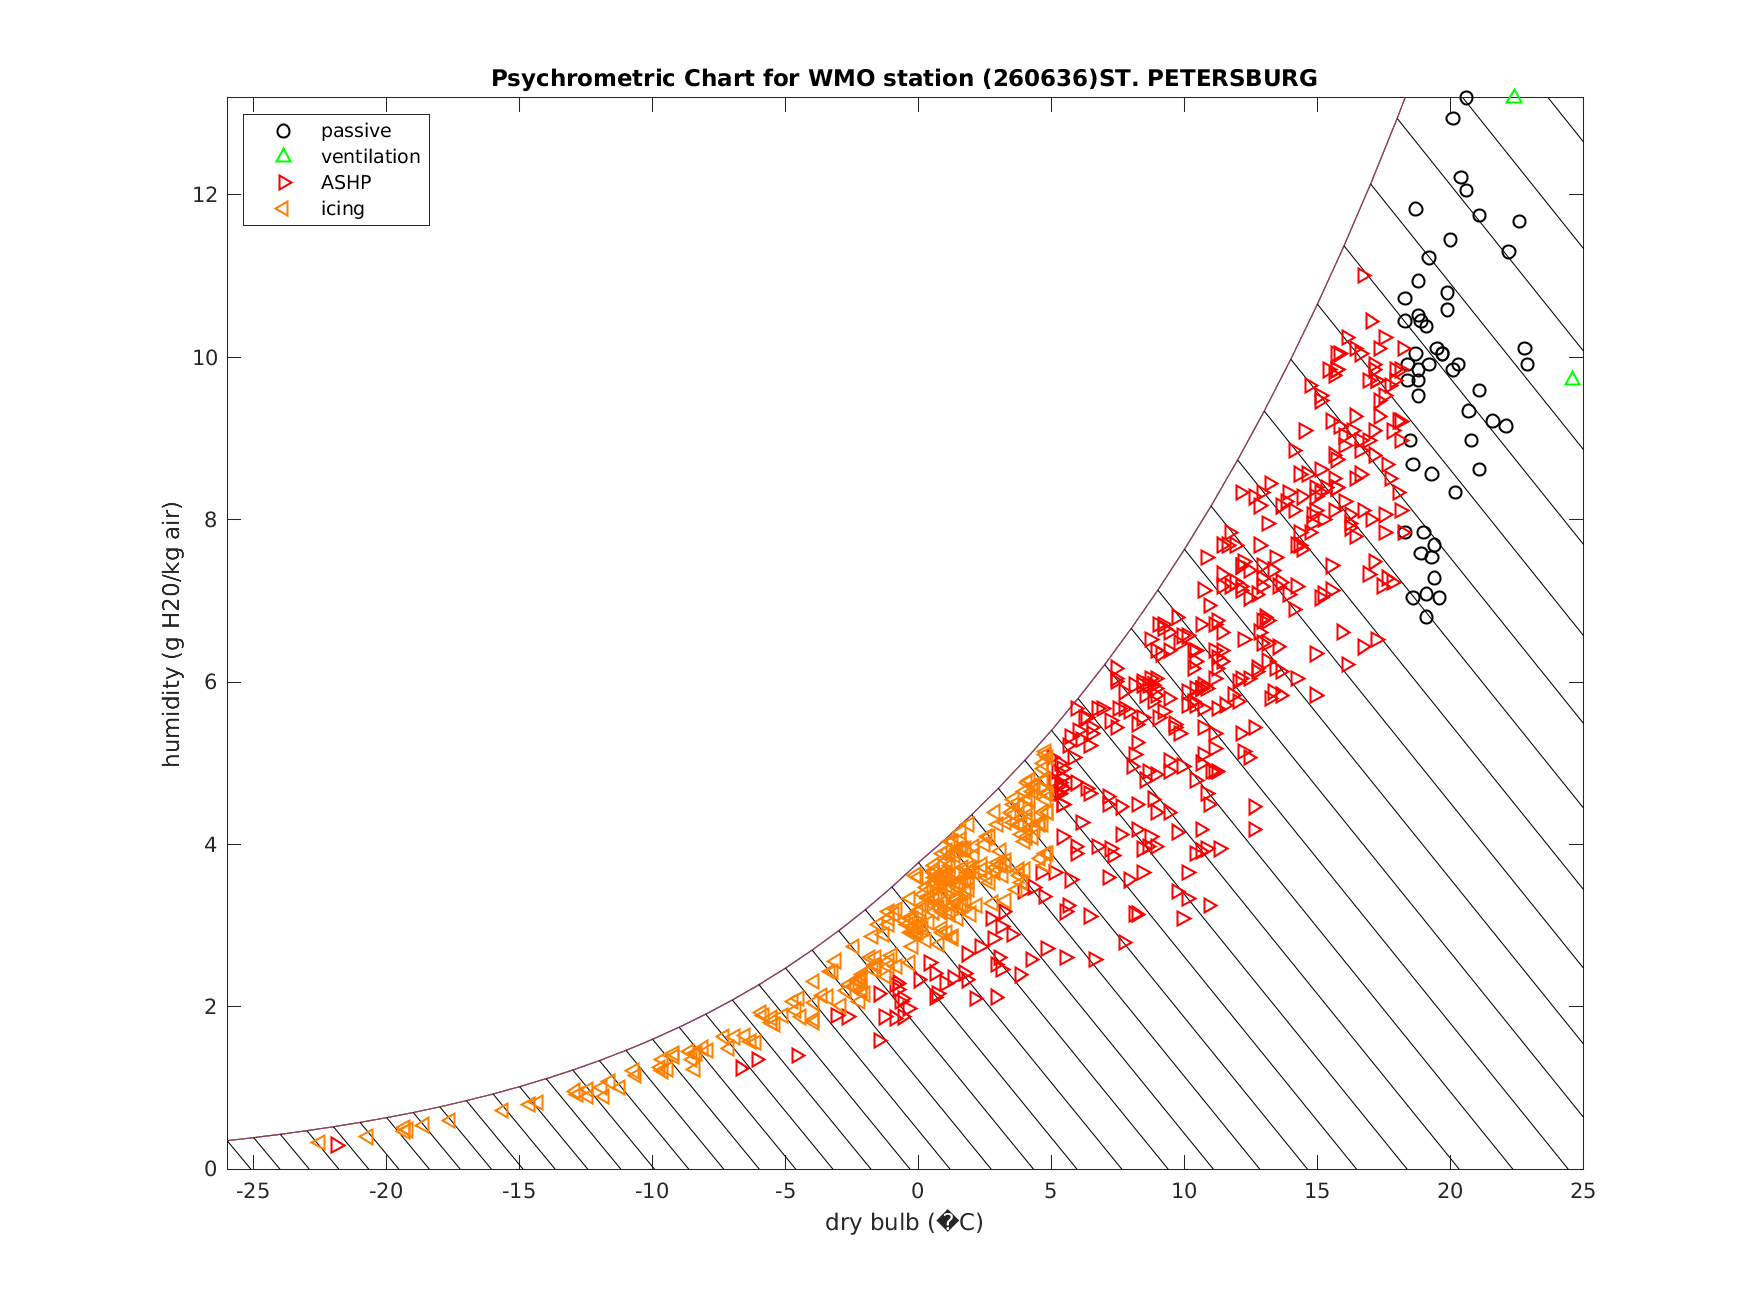 Psychrometric Chart for WMO station (260636)ST. PETERSBURG
passive
ventilation
ASHP
icing
12
10
8
6
4
2
0
humidity (g H20/kg air)
-25 -20 -15 -10 -5 0 5 10 15 20 25
dry bulb (�C)